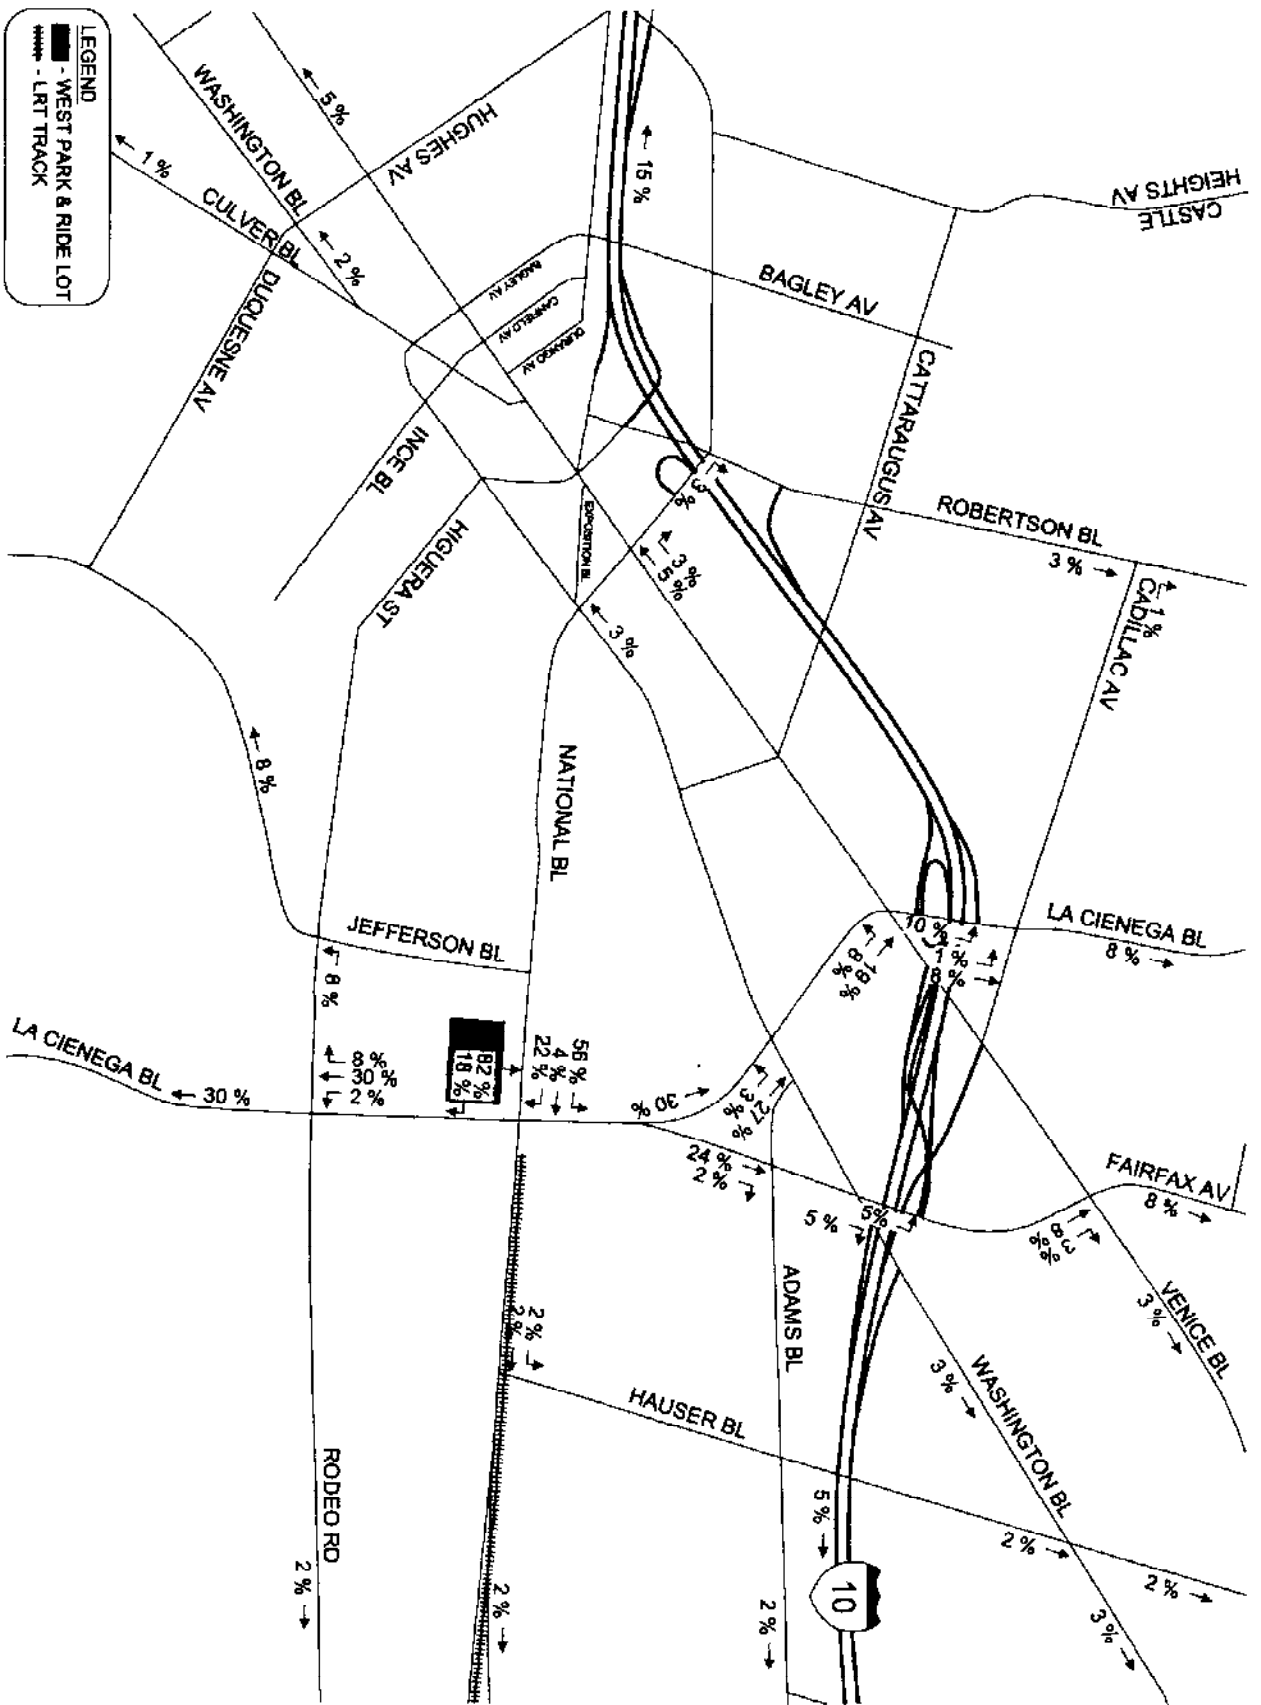 LEGEND
- WEST PARK & RIDE LOT
- LRT TRACK
WASHINGTON BL
5 %
HUGHES AV
15 %
CASTLE
HEIGHTS AV
1 %
CULVER BL
2 %
BAGLEY AV
CANFIELD AV
DURANGO AV
BAGLEY AV
CATTARAUGUS AV
DUQUESNE AV
INCE BL
HIGUERA ST
EXPOSITION BL
3 %
3 %
5 %
3 %
ROBERTSON BL
3 %
1 %
CADILLAC AV
8 %
NATIONAL BL
JEFFERSON BL
8 %
LA CIENEGA BL
8 %
10 %
1 %
8 %
19 %
8 %
LA CIENEGA BL
30 %
8 %
30 %
2 %
82 %
18 %
56 %
4 %
22 %
30 %
27 %
3 %
24 %
2 %
5 %
5%
FAIRFAX AV
8 %
3 %
8 %
VENICE BL
3 %
ADAMS BL
2 %
2 %
HAUSER BL
WASHINGTON BL
3 %
RODEO RD
2 %
2 %
2 %
5 %
10
2 %
2 %
3 %